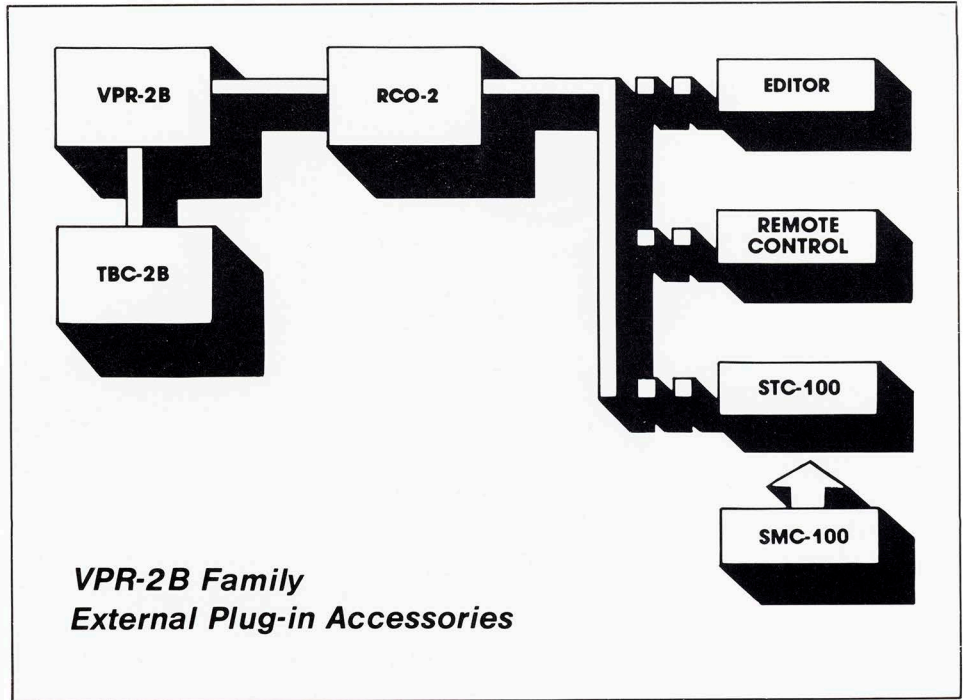 VPR-2B
RCO-2
EDITOR
TBC-2B
REMOTE
CONTROL
STC-100
SMC-100
VPR-2B Family
External Plug-in Accessories